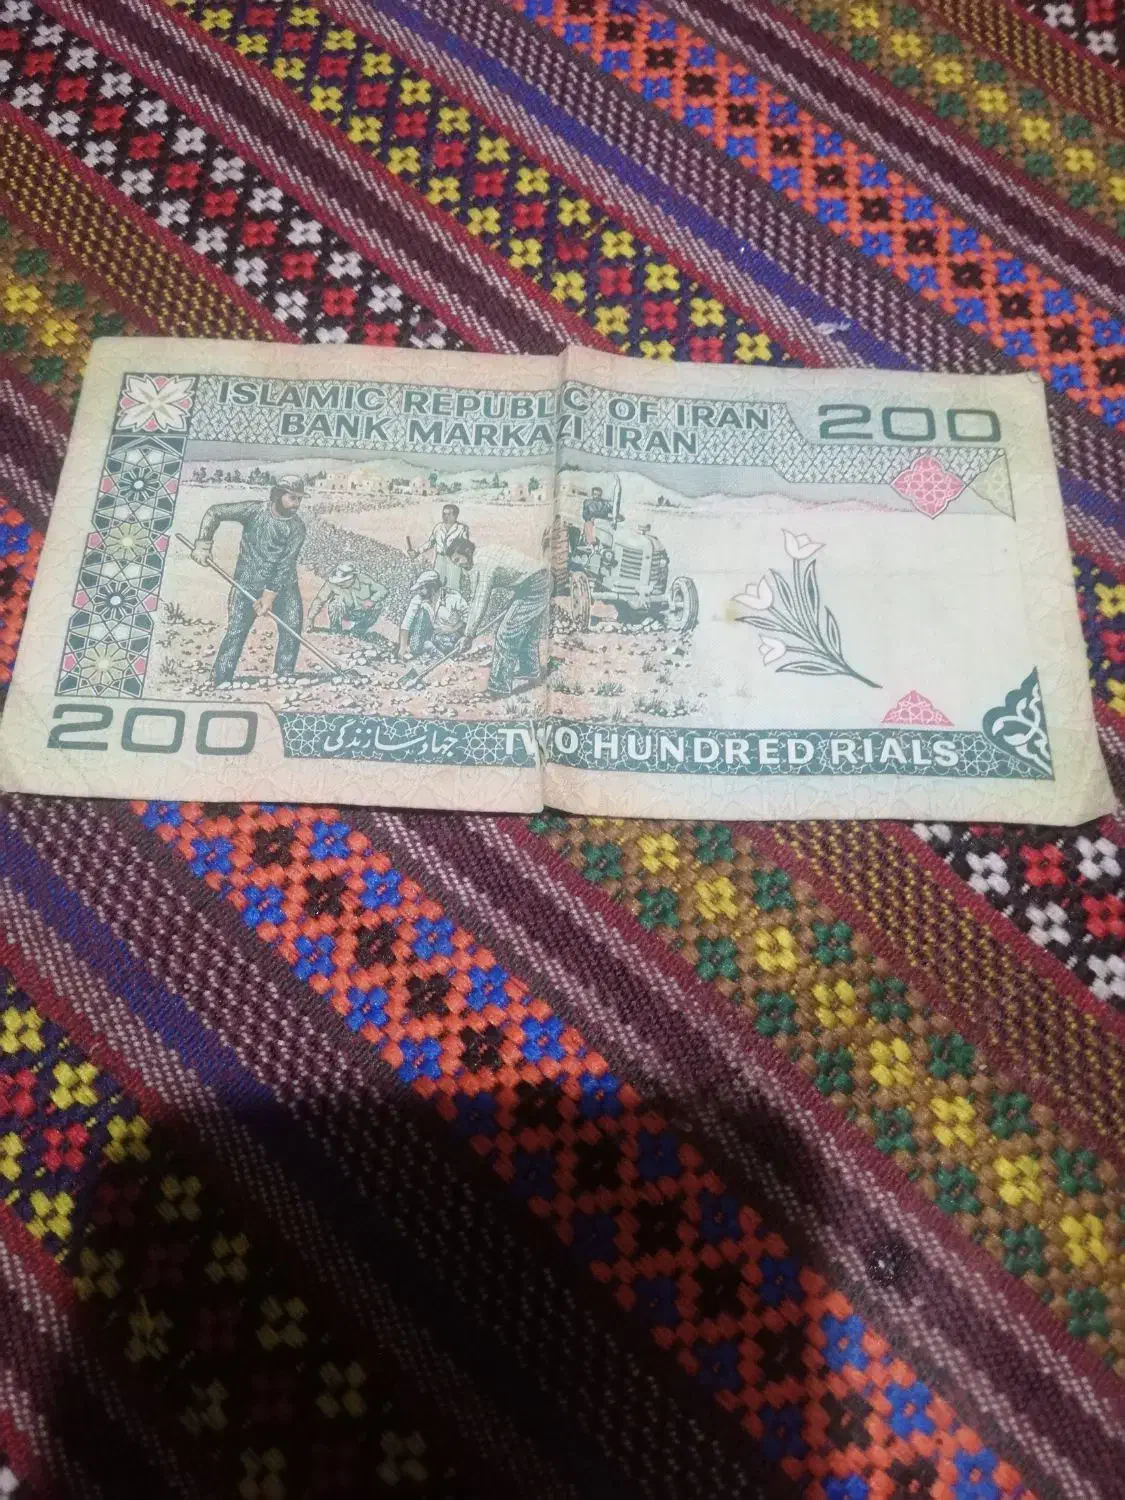 ISLAMIC REPUBLIC OF IRAN
BANK MARKAZI IRAN
200
200
جهاد سازندگی
TWO HUNDRED RIALS